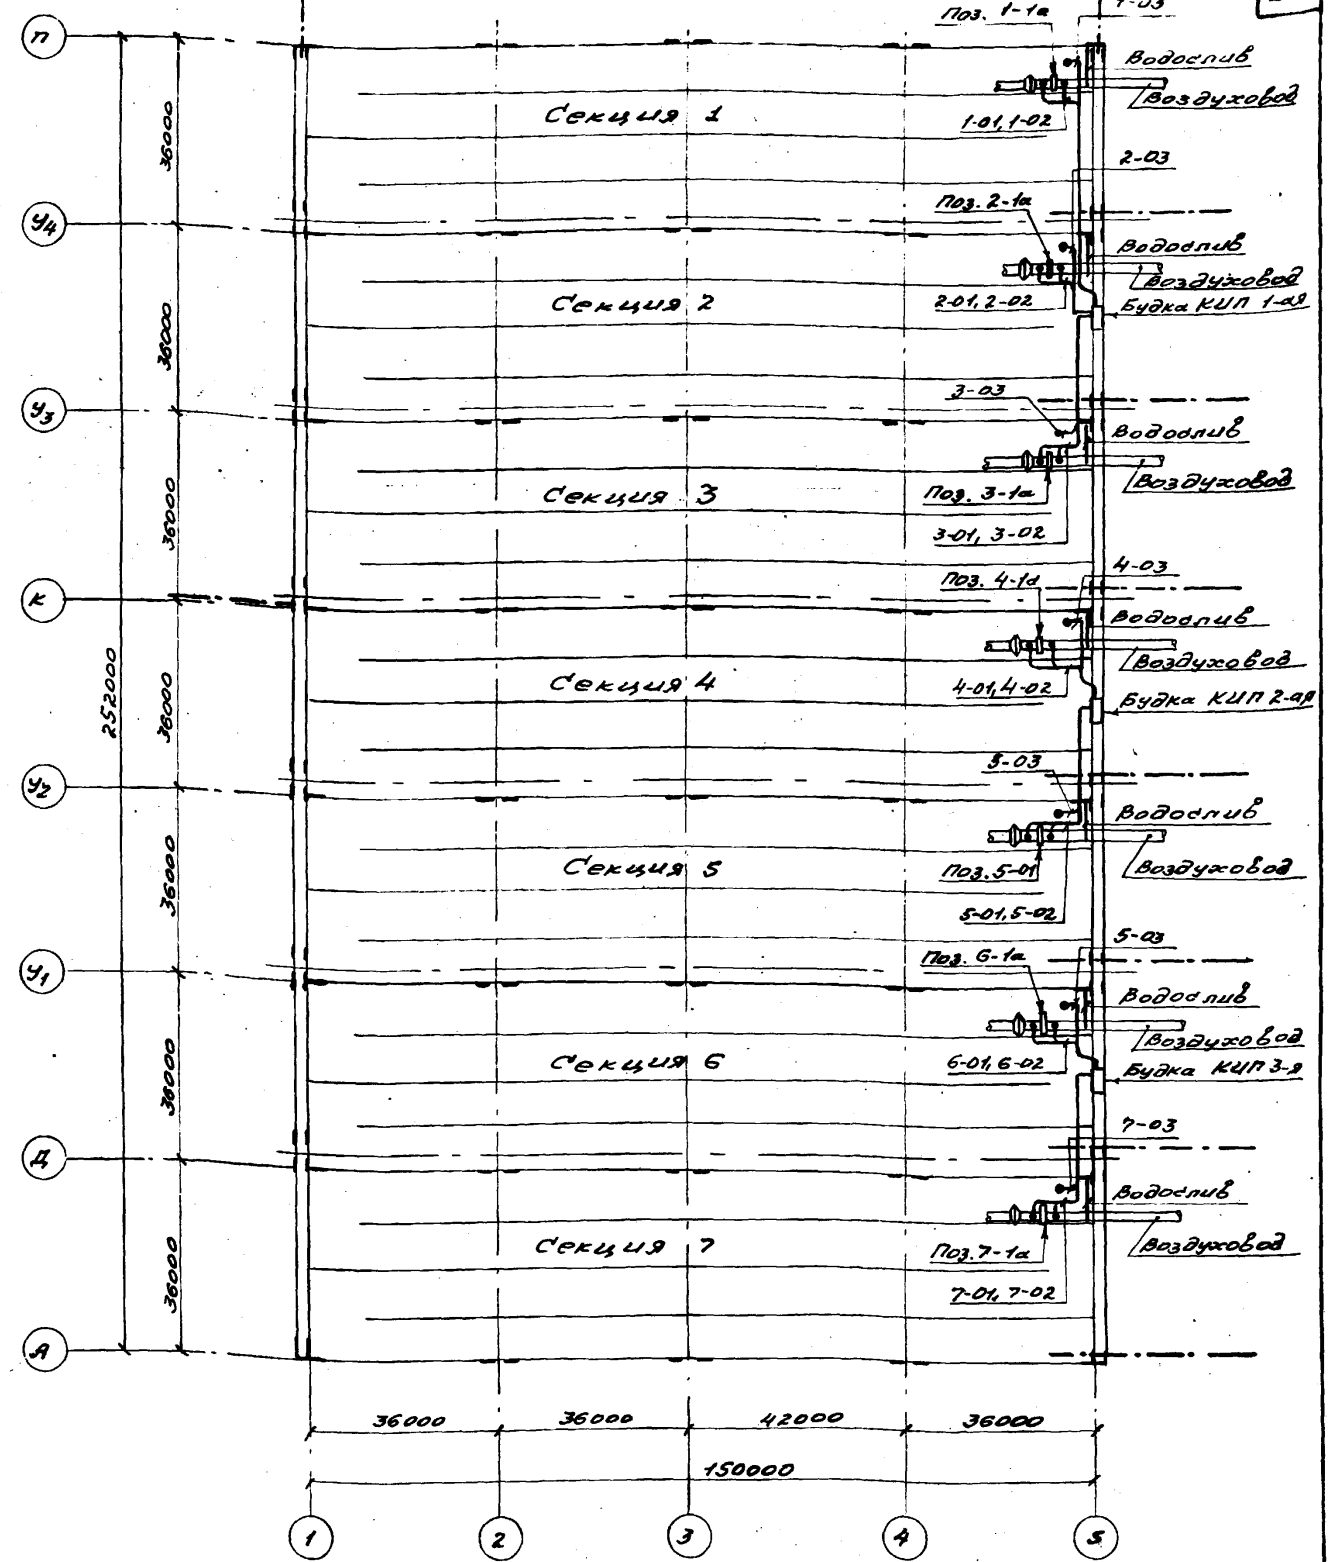 Поз. 1-1а
1-03
П
Водослив
Воздуховод
Секция 1
1-01, 1-02
36000
2-03
Поз. 2-1а
У4
Водослив
Воздуховод
Секция 2
2-01, 2-02
Будка КИП 1-ая
36000
3-03
У3
Водослив
Секция 3
Поз. 3-1а
Воздуховод
36000
3-01, 3-02
4-03
Поз. 4-1а
К
Водослив
Воздуховод
Секция 4
4-01, 4-02
252000
36000
Будка КИП 2-ая
5-03
У2
Водослив
Секция 5
Поз. 5-01
Воздуховод
36000
5-01, 5-02
5-03
Поз. 6-1а
У1
Водослив
Воздуховод
Секция 6
6-01, 6-02
Будка КИП 3-я
36000
7-03
Д
Водослив
Секция 7
Поз. 7-1а
Воздуховод
36000
7-01, 7-02
А
36000 36000 42000 36000
150000
1 2 3 4 5